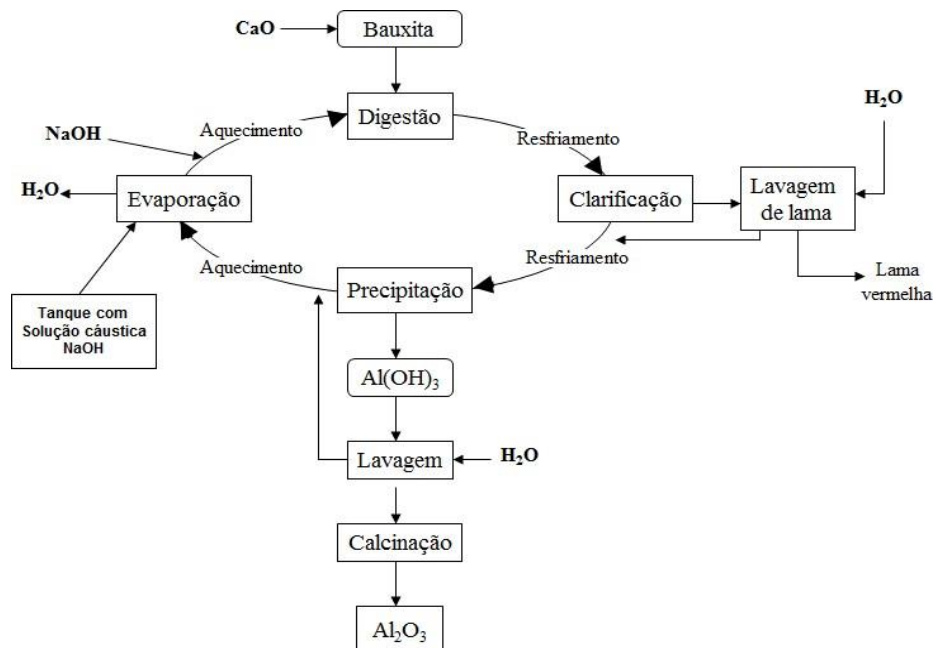 CaO
Bauxita
Digestão
H₂O
NaOH
Aquecimento
Resfriamento
H₂O
Evaporação
Clarificação
Lavagem
de lama
Aquecimento
Resfriamento
Precipitação
Lama
vermelha
Tanque com
Solução cáustica
NaOH
Al(OH)₃
Lavagem
H₂O
Calcinação
Al₂O₃